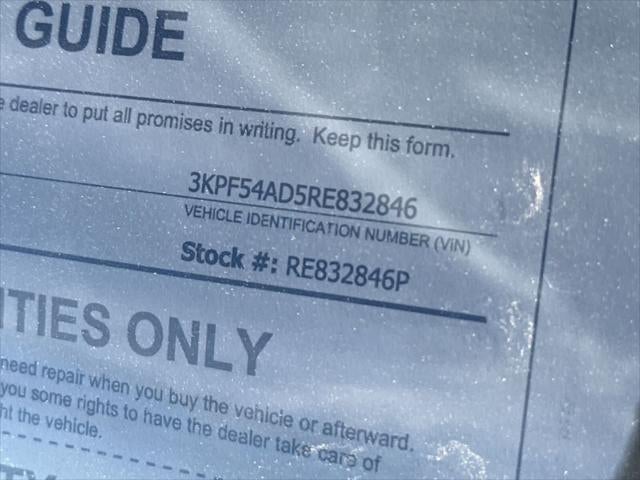 GUIDE
e dealer to put all promises in writing. Keep this form.
3KPF54AD5RE832846
VEHICLE IDENTIFICATION NUMBER (VIN)
Stock #: RE832846P
TIES ONLY
need repair when you buy the vehicle or afterward.
you some rights to have the dealer take care of
ht the vehicle.
TY